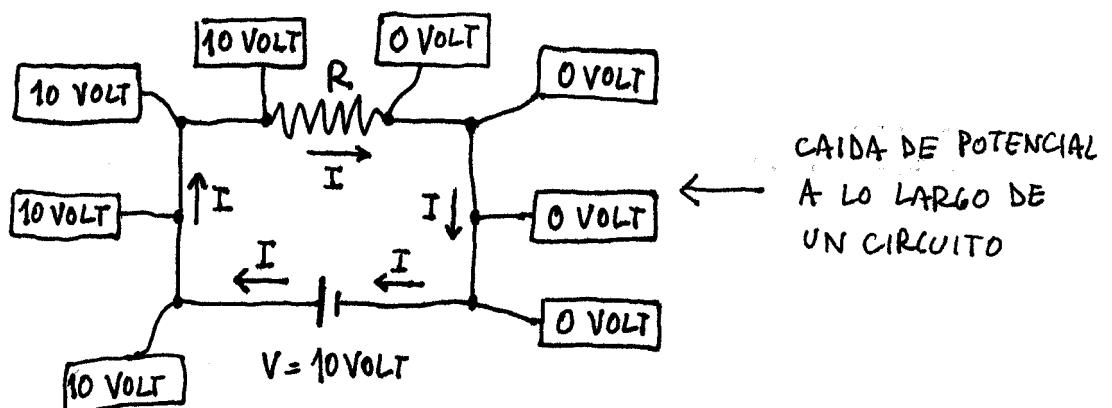 10 VOLT
0 VOLT
10 VOLT
R
0 VOLT
I
10 VOLT
I
I
0 VOLT
CAIDA DE POTENCIAL
A LO LARGO DE
UN CIRCUITO
I
I
0 VOLT
10 VOLT
V = 10 VOLT